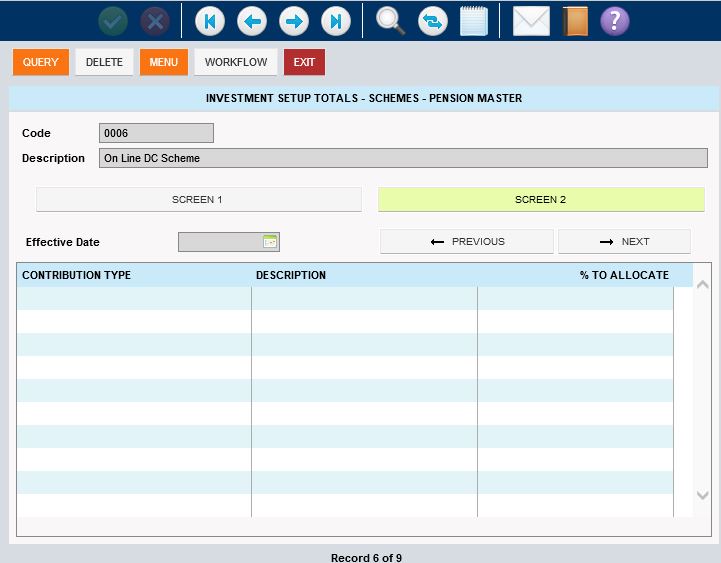 QUERY DELETE MENU WORKFLOW EXIT
INVESTMENT SETUP TOTALS - SCHEMES - PENSION MASTER
Code 0006
Description On Line DC Scheme
SCREEN 1 SCREEN 2
Effective Date PREVIOUS NEXT
CONTRIBUTION TYPE DESCRIPTION % TO ALLOCATE
Record 6 of 9